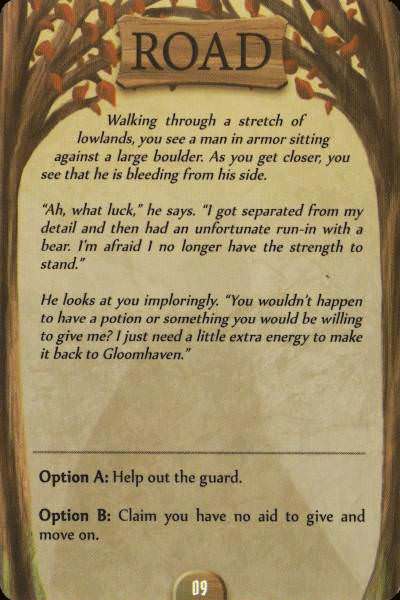 ROAD
Walking through a stretch of
lowlands, you see a man in armor sitting
against a large boulder. As you get closer, you
see that he is bleeding from his side.
“Ah, what luck,” he says. “I got separated from my
detail and then had an unfortunate run-in with a
bear. I’m afraid I no longer have the strength to
stand.”
He looks at you imploringly. “You wouldn’t happen
to have a potion or something you would be willing
to give me? I just need a little extra energy to make
it back to Gloomhaven.”
Option A: Help out the guard.
Option B: Claim you have no aid to give and
move on.
09